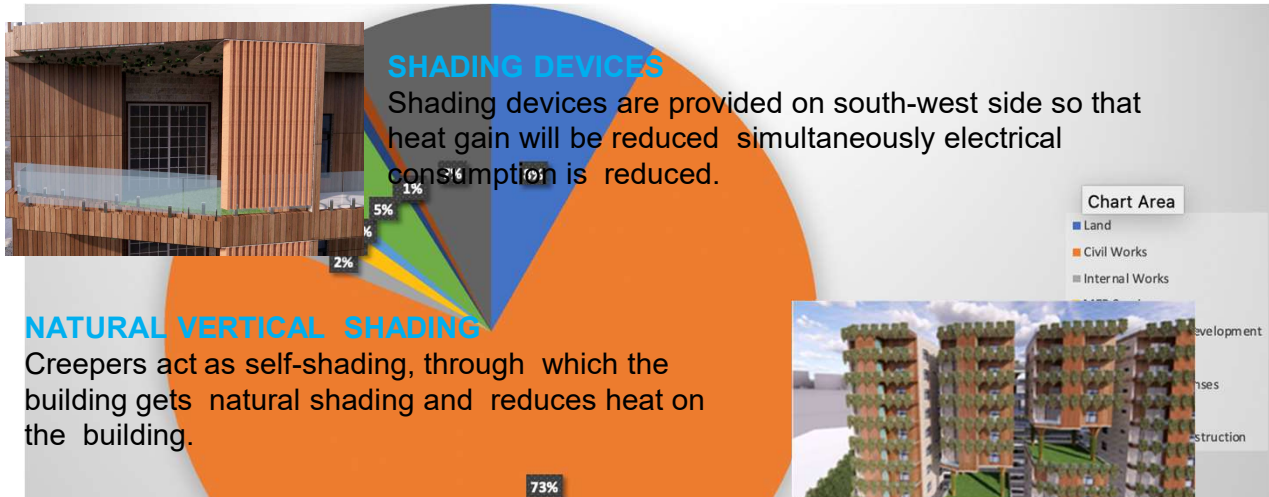 SHADING DEVICES
Shading devices are provided on south-west side so that
heat gain will be reduced simultaneously electrical
consumption is reduced.
1%
5%
2%
Chart Area
Land
Civil Works
Internal Works
NATURAL VERTICAL SHADING
Creepers act as self-shading, through which the
building gets natural shading and reduces heat on
the building.
73%